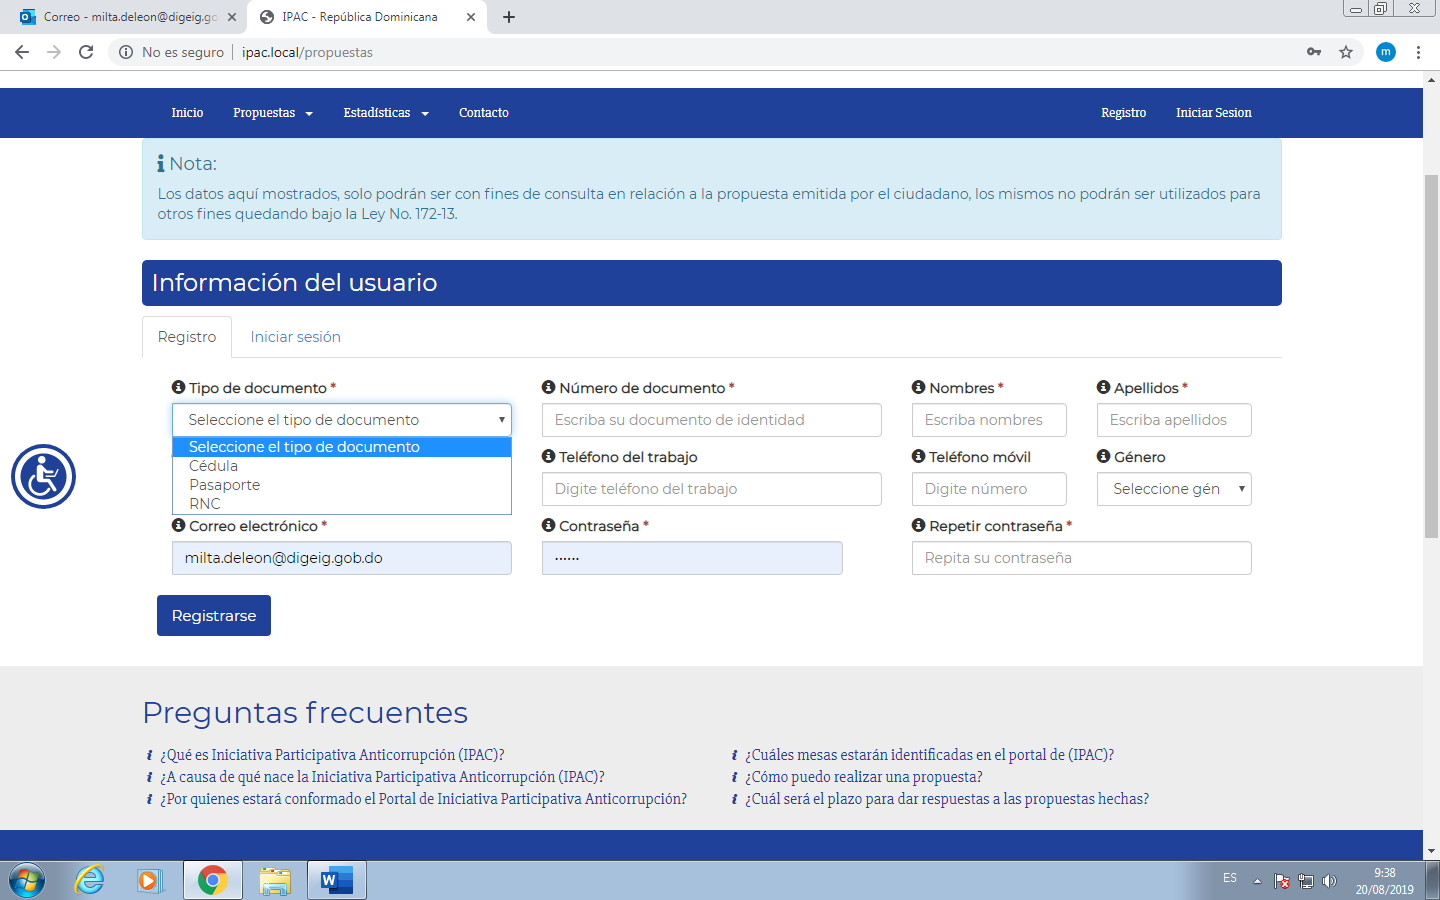 Correo - milta.deleon@digeig.go
IPAC - República Dominicana
No es seguro
ipac.local/propuestas
m
Inicio
Propuestas
Estadísticas
Contacto
Registro
Iniciar Sesion
Nota:
Los datos aquí mostrados, solo podrán ser con fines de consulta en relación a la propuesta emitida por el ciudadano, los mismos no podrán ser utilizados para
otros fines quedando bajo la Ley No. 172-13.
Información del usuario
Registro
Iniciar sesión
Tipo de documento *
Número de documento *
Nombres *
Apellidos *
Seleccione el tipo de documento
Escriba su documento de identidad
Escriba nombres
Escriba apellidos
Seleccione el tipo de documento
Cédula
Pasaporte
RNC
Teléfono del trabajo
Teléfono móvil
Género
Digite teléfono del trabajo
Digite número
Seleccione gén
Correo electrónico *
Contraseña *
Repetir contraseña *
milta.deleon@digeig.gob.do
······
Repita su contraseña
Registrarse
Preguntas frecuentes
¿Qué es Iniciativa Participativa Anticorrupción (IPAC)?
¿A causa de qué nace la Iniciativa Participativa Anticorrupción (IPAC)?
¿Por quienes estará conformado el Portal de Iniciativa Participativa Anticorrupción?
¿Cuáles mesas estarán identificadas en el portal de (IPAC)?
¿Cómo puedo realizar una propuesta?
¿Cuál será el plazo para dar respuestas a las propuestas hechas?
ES
9:38
20/08/2019